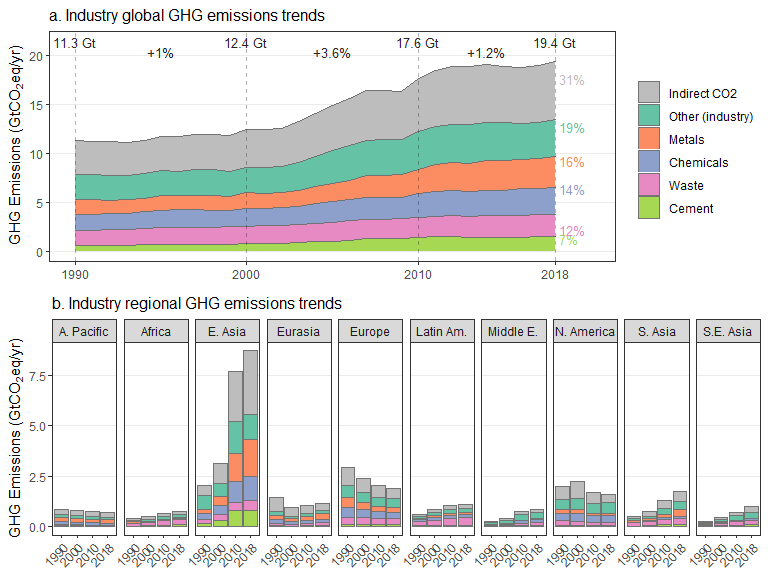 a. Industry global GHG emissions trends
11.3 Gt 12.4 Gt 17.6 Gt 19.4 Gt
+1% +3.6% +1.2%
GHG Emissions (GtCO2eq/yr)
20
15
10
5
0
31%
19%
16%
14%
12%
7%
1990 2000 2010 2018
Indirect CO2
Other (industry)
Metals
Chemicals
Waste
Cement
b. Industry regional GHG emissions trends
A. Pacific Africa E. Asia Eurasia Europe Latin Am. Middle E. N. America S. Asia S.E. Asia
GHG Emissions (GtCO2eq/yr)
7.5
5.0
2.5
0.0
1990 2000 2010 2018 1990 2000 2010 2018 1990 2000 2010 2018 1990 2000 2010 2018 1990 2000 2010 2018 1990 2000 2010 2018 1990 2000 2010 2018 1990 2000 2010 2018 1990 2000 2010 2018 1990 2000 2010 2018